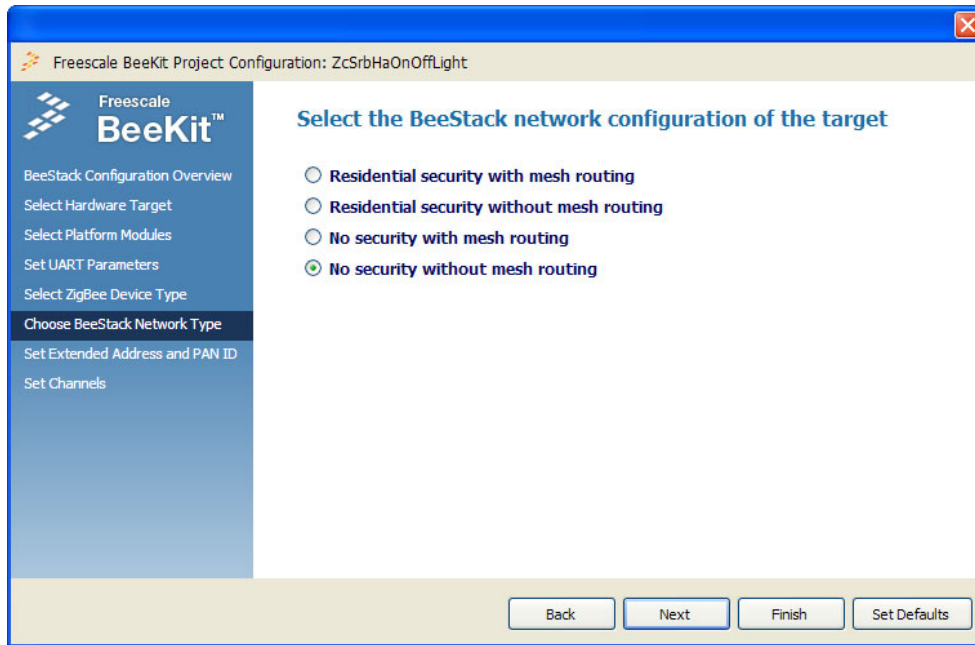 Freescale BeeKit Project Configuration: ZcSrbHaOnOffLight
Freescale
BeeKit™
BeeStack Configuration Overview
Select Hardware Target
Select Platform Modules
Set UART Parameters
Select ZigBee Device Type
Choose BeeStack Network Type
Set Extended Address and PAN ID
Set Channels
Select the BeeStack network configuration of the target
Residential security with mesh routing
Residential security without mesh routing
No security with mesh routing
No security without mesh routing
Back Next Finish Set Defaults